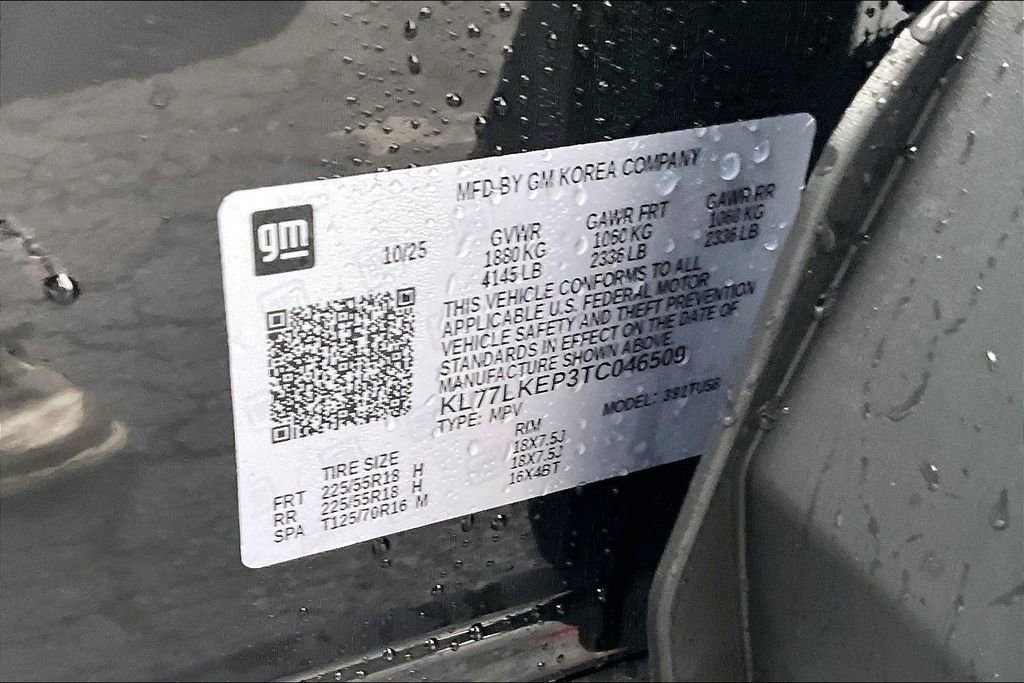 MFD BY GM KOREA COMPANY
gm
10/25
GVWR GAWR FRT GAWR RR
1880 KG 1060 KG 1060 KG
4145 LB 2336 LB 2336 LB
THIS VEHICLE CONFORMS TO ALL
APPLICABLE U.S. FEDERAL MOTOR
VEHICLE SAFETY AND THEFT PREVENTION
STANDARDS IN EFFECT ON THE DATE OF
MANUFACTURE SHOWN ABOVE.
KL77LKEP3TC046509
TYPE: MPV MODEL: 391TU58
TIRE SIZE RIM
FRT 225/55R18 H 18X7.5J
RR 225/55R18 H 18X7.5J
SPA T125/70R16 M 16X4BT